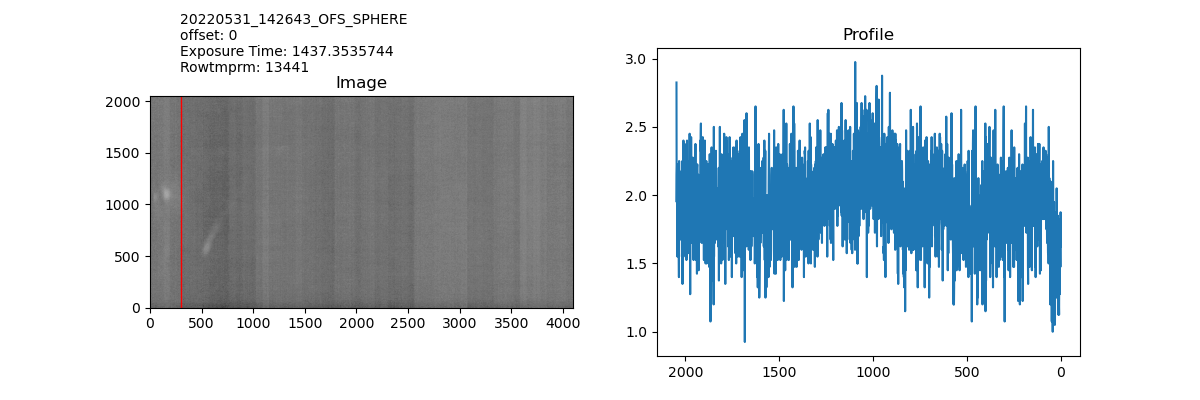 20220531_142643_OFS_SPHERE
offset: 0
Exposure Time: 1437.3535744
Rowtmprm: 13441
Image
2000
1500
1000
500
0
0 500 1000 1500 2000 2500 3000 3500 4000
Profile
3.0
2.5
2.0
1.5
1.0
2000 1500 1000 500 0